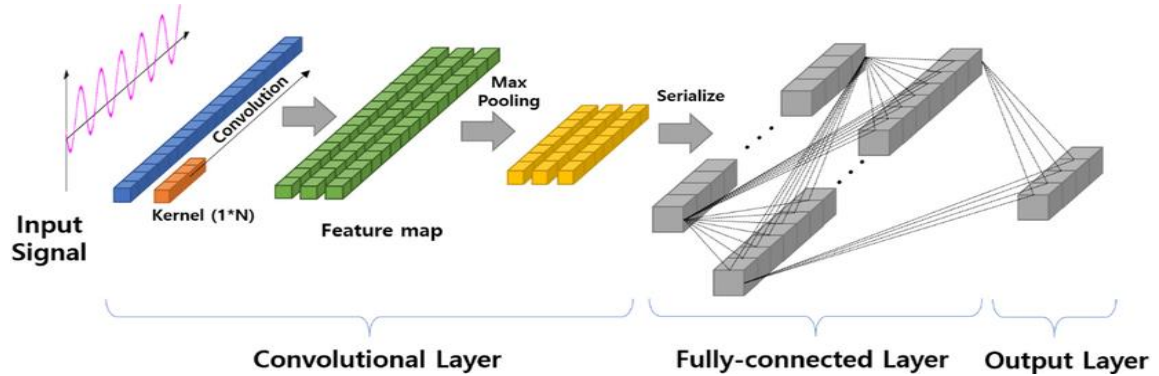 Input
Signal
Convolution
Kernel (1*N)
Feature map
Max
Pooling
Serialize
Convolutional Layer
Fully-connected Layer
Output Layer